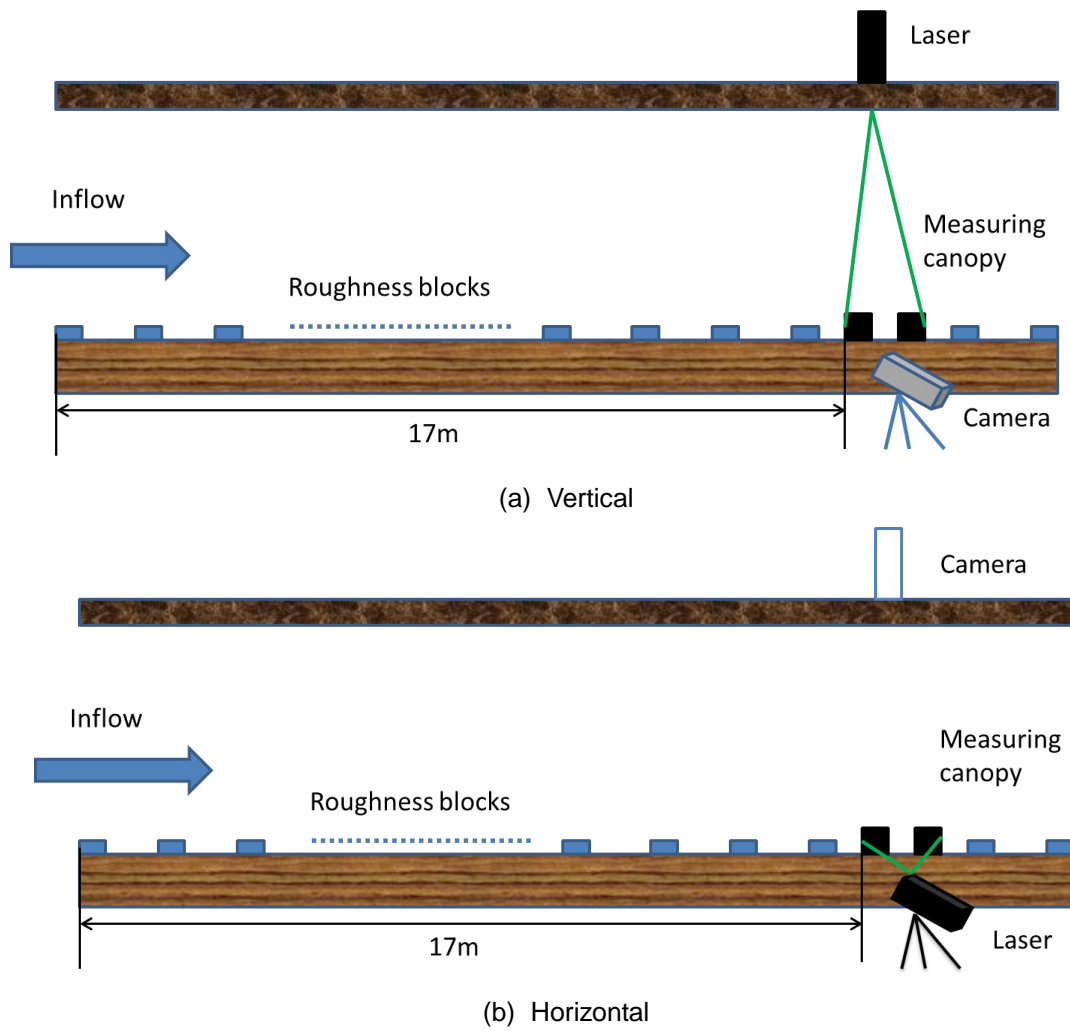 Laser
Inflow
Measuring
canopy
Roughness blocks
17m
Camera
(a) Vertical
Camera
Inflow
Measuring
canopy
Roughness blocks
17m
Laser
(b) Horizontal